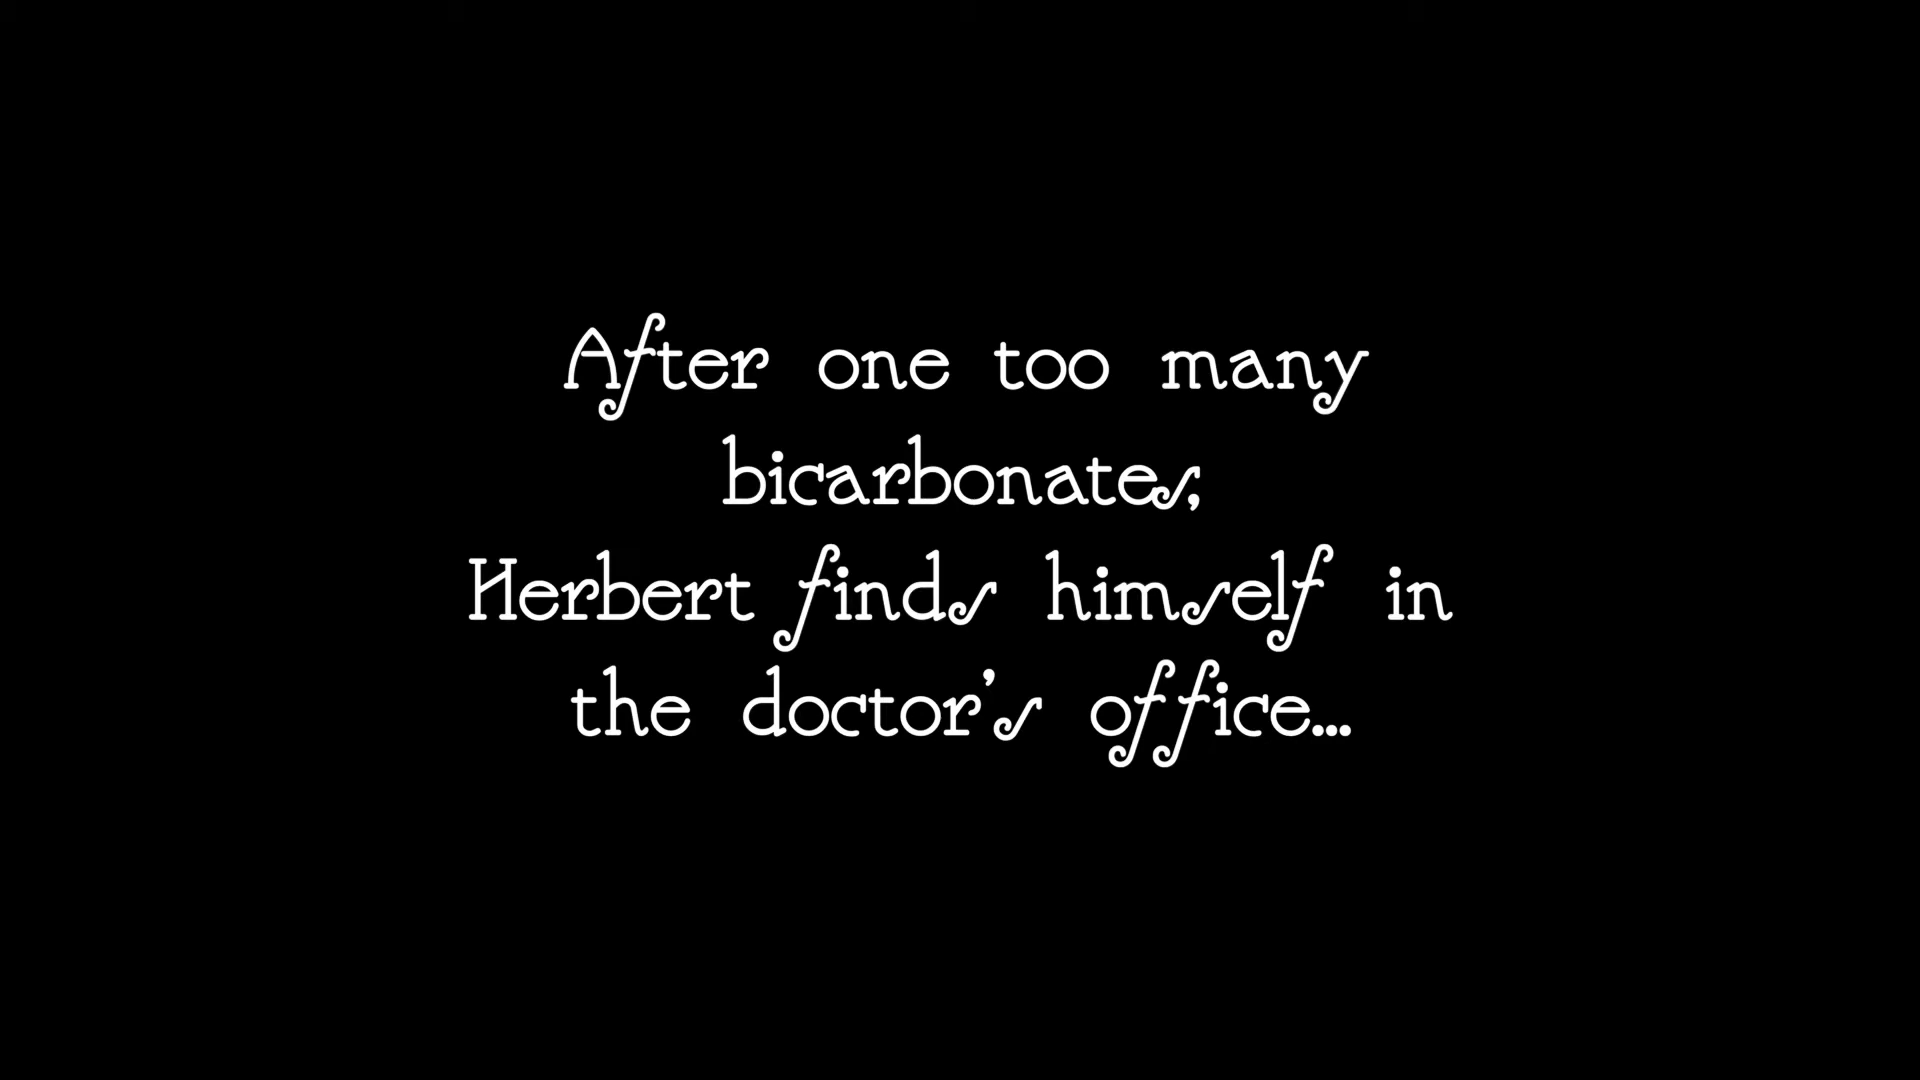 After one too many
bicarbonates,
Herbert finds himself in
the doctor's office...